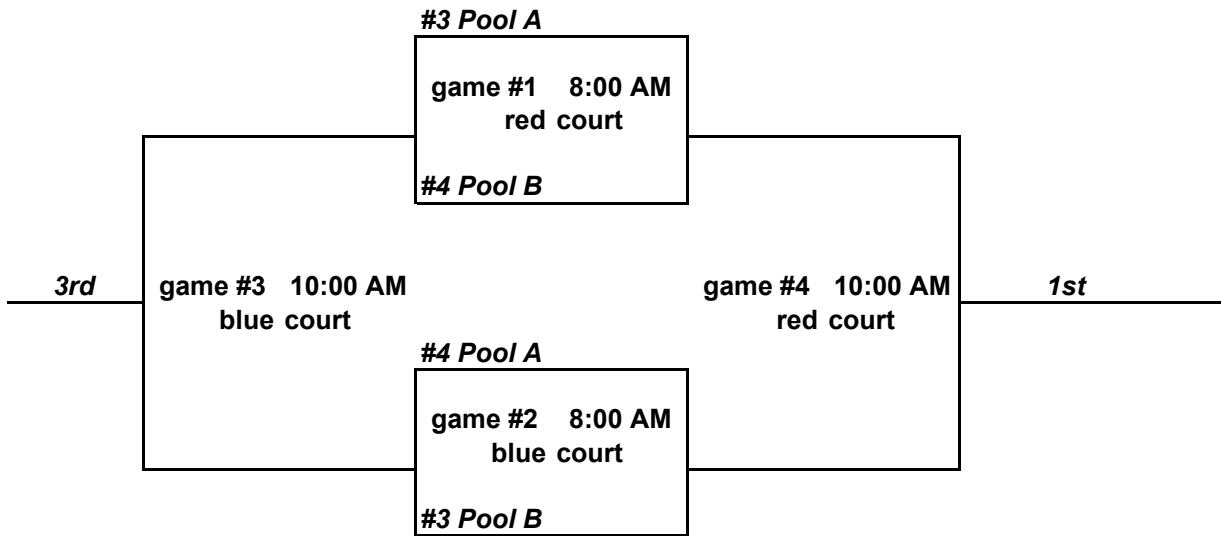 #3 Pool A
game #1 8:00 AM
red court
#4 Pool B
3rd
game #3 10:00 AM
blue court
game #4 10:00 AM
red court
1st
#4 Pool A
game #2 8:00 AM
blue court
#3 Pool B